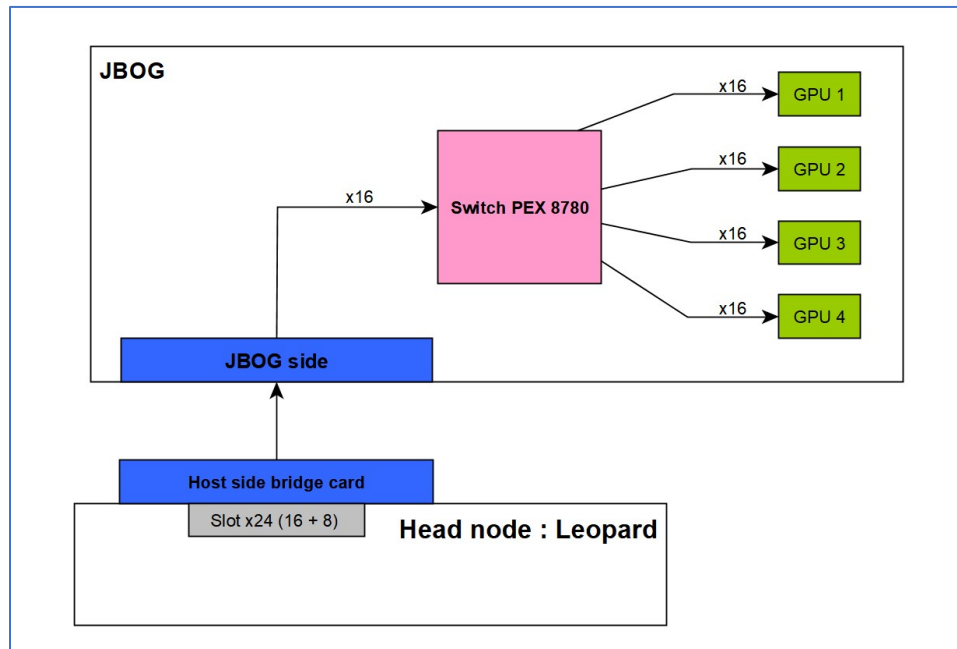 JBOG
x16
GPU 1
x16
GPU 2
x16
Switch PEX 8780
x16
GPU 3
x16
GPU 4
JBOG side
Host side bridge card
Slot x24 (16 + 8)
Head node : Leopard